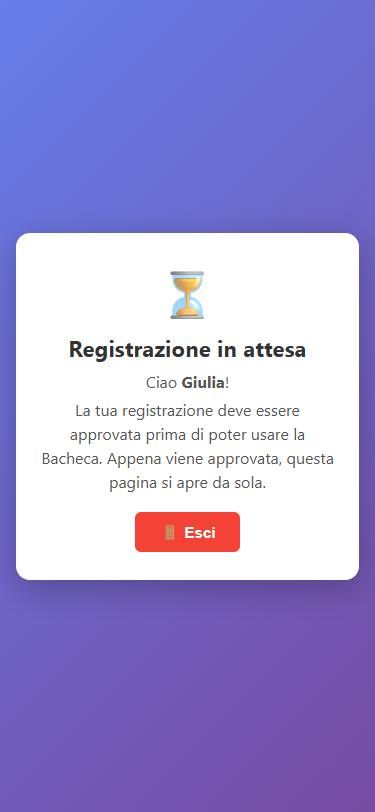 Registrazione in attesa
Ciao Giulia!
La tua registrazione deve essere
approvata prima di poter usare la
Bacheca. Appena viene approvata, questa
pagina si apre da sola.
Esci